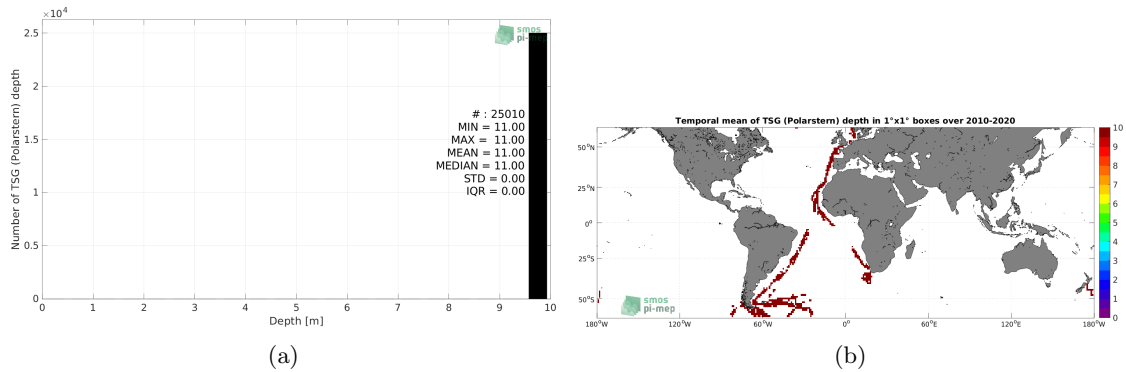 ×10⁴
2.5
2
1.5
1
0.5
0
Number of TSG (Polarstern) depth
smos
pi-mep
# : 25010
MIN = 11.00
MAX = 11.00
MEAN = 11.00
MEDIAN = 11.00
STD = 0.00
IQR = 0.00
0 1 2 3 4 5 6 7 8 9 10
Depth [m]
(a)
Temporal mean of TSG (Polarstern) depth in 1°x1° boxes over 2010-2020
50°N
25°N
0°
25°S
50°S
smos
pi-mep
180°W 120°W 60°W 0° 60°E 120°E 180°W
10
9
8
7
6
5
4
3
2
1
0
(b)